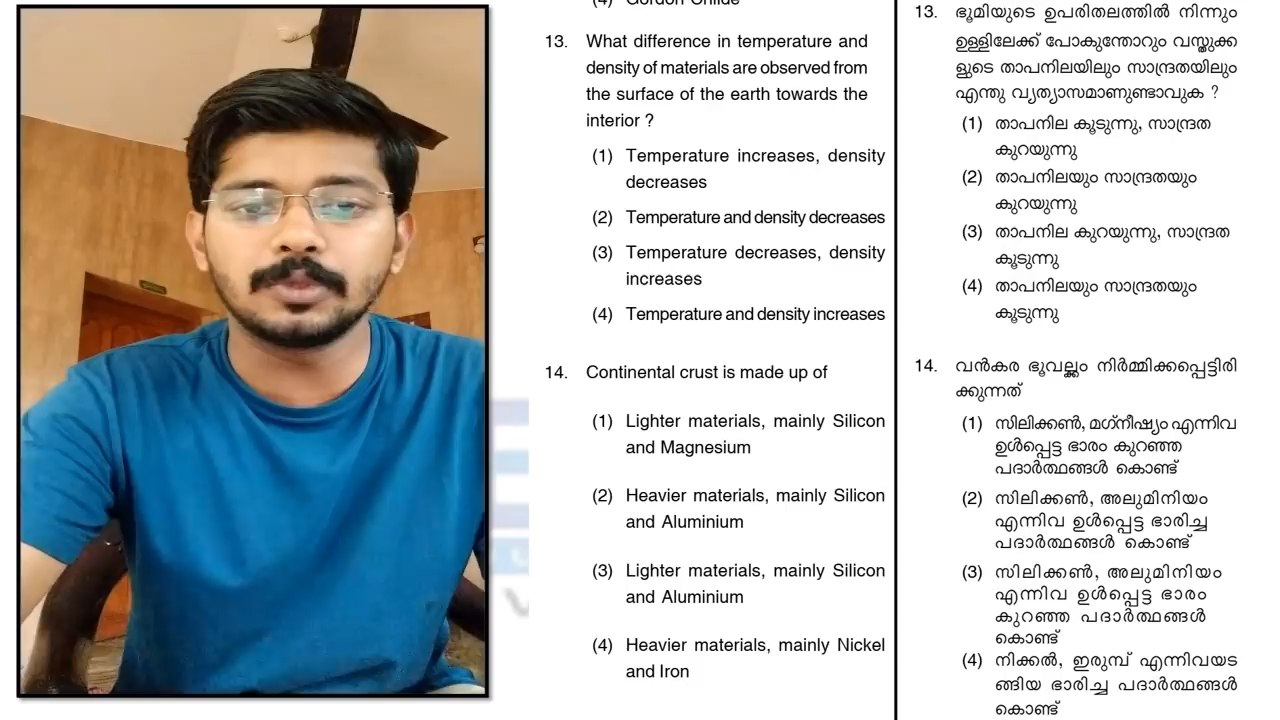 (4) Gordon Childe
13. What difference in temperature and
density of materials are observed from
the surface of the earth towards the
interior ?
(1) Temperature increases, density
decreases
(2) Temperature and density decreases
(3) Temperature decreases, density
increases
(4) Temperature and density increases
14. Continental crust is made up of
(1) Lighter materials, mainly Silicon
and Magnesium
(2) Heavier materials, mainly Silicon
and Aluminium
(3) Lighter materials, mainly Silicon
and Aluminium
(4) Heavier materials, mainly Nickel
and Iron
13. ഭൂമിയുടെ ഉപരിതലത്തിൽ നിന്നും
ഉള്ളിലേക്ക് പോകുന്തോറും വസ്തുക്ക
ളുടെ താപനിലയിലും സാന്ദ്രതയിലും
എന്തു വ്യത്യാസമാണുണ്ടാവുക ?
(1) താപനില കൂടുന്നു, സാന്ദ്രത
കുറയുന്നു
(2) താപനിലയും സാന്ദ്രതയും
കുറയുന്നു
(3) താപനില കുറയുന്നു, സാന്ദ്രത
കൂടുന്നു
(4) താപനിലയും സാന്ദ്രതയും
കൂടുന്നു
14. വൻകര ഭൂവല്ക്കം നിർമ്മിക്കപ്പെട്ടിരി
ക്കുന്നത്
(1) സിലിക്കൺ, മഗ്നീഷ്യം എന്നിവ
ഉൾപ്പെട്ട ഭാരം കുറഞ്ഞ
പദാർത്ഥങ്ങൾ കൊണ്ട്
(2) സിലിക്കൺ, അലുമിനിയം
എന്നിവ ഉൾപ്പെട്ട ഭാരിച്ച
പദാർത്ഥങ്ങൾ കൊണ്ട്
(3) സിലിക്കൺ, അലുമിനിയം
എന്നിവ ഉൾപ്പെട്ട ഭാരം
കുറഞ്ഞ പദാർത്ഥങ്ങൾ
കൊണ്ട്
(4) നിക്കൽ, ഇരുമ്പ് എന്നിവയട
ങ്ങിയ ഭാരിച്ച പദാർത്ഥങ്ങൾ
കൊണ്ട്